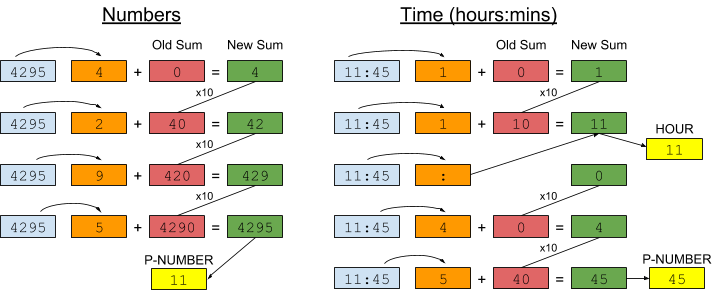 Numbers
Old Sum New Sum
4295 4 + 0 = 4
x10
4295 2 + 40 = 42
x10
4295 9 + 420 = 429
x10
4295 5 + 4290 = 4295
P-NUMBER
11
Time (hours:mins)
Old Sum New Sum
11:45 1 + 0 = 1
x10
11:45 1 + 10 = 11
HOUR
11
11:45 : 0
x10
11:45 4 + 0 = 4
x10
P-NUMBER
11:45 5 + 40 = 45 45